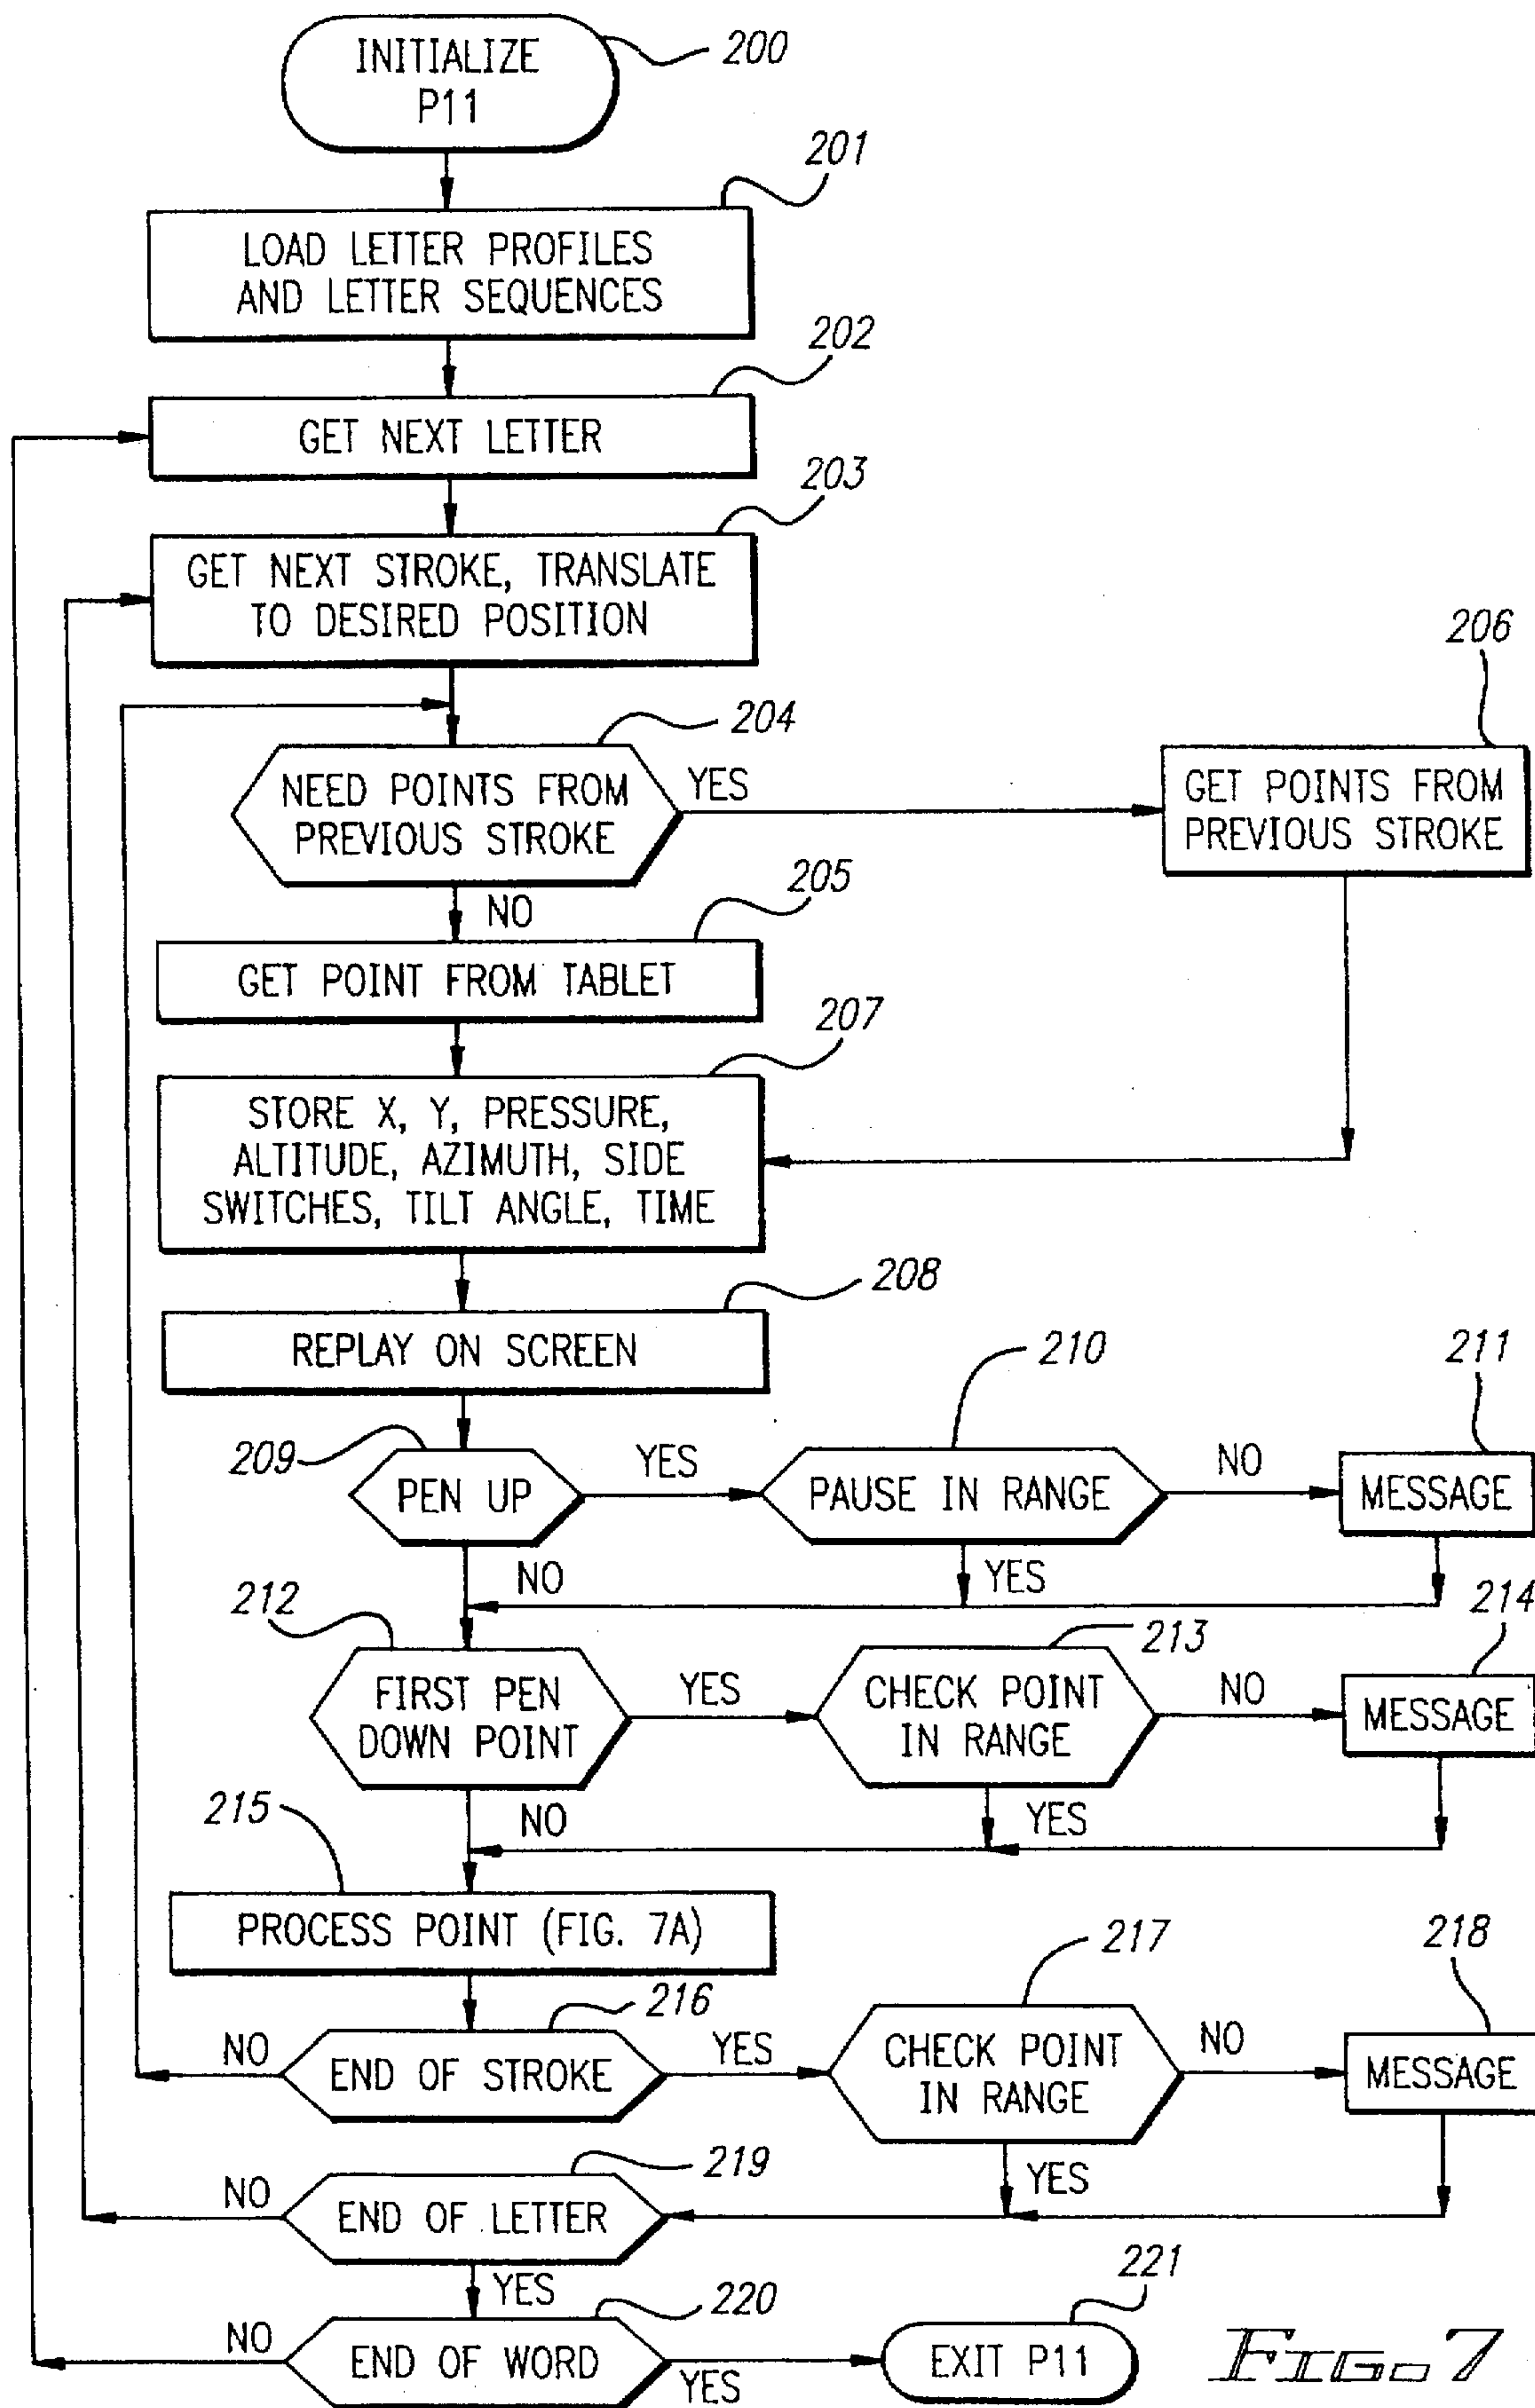 INITIALIZE
P11
200
201
LOAD LETTER PROFILES
AND LETTER SEQUENCES
202
GET NEXT LETTER
203
GET NEXT STROKE, TRANSLATE
TO DESIRED POSITION
204
NEED POINTS FROM
PREVIOUS STROKE
YES
206
GET POINTS FROM
PREVIOUS STROKE
NO
205
GET POINT FROM TABLET
207
STORE X, Y, PRESSURE,
ALTITUDE, AZIMUTH, SIDE
SWITCHES, TILT ANGLE, TIME
208
REPLAY ON SCREEN
209
PEN UP
YES
210
PAUSE IN RANGE
NO
211
MESSAGE
NO
YES
212
FIRST PEN
DOWN POINT
YES
213
CHECK POINT
IN RANGE
NO
214
MESSAGE
NO
YES
215
PROCESS POINT (FIG. 7A)
216
NO
END OF STROKE
YES
217
CHECK POINT
IN RANGE
NO
218
MESSAGE
YES
219
NO
END OF LETTER
YES
220
NO
END OF WORD
YES
221
EXIT P11
FIG. 7